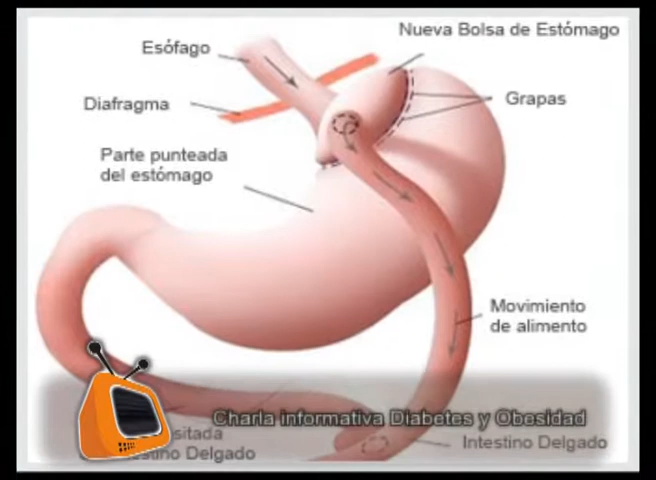 Nueva Bolsa de Estómago
Esófago
Diafragma
Grapas
Parte punteada
del estómago
Movimiento
de alimento
Charla informativa Diabetes y Obesidad
Intestino Delgado
Delgado